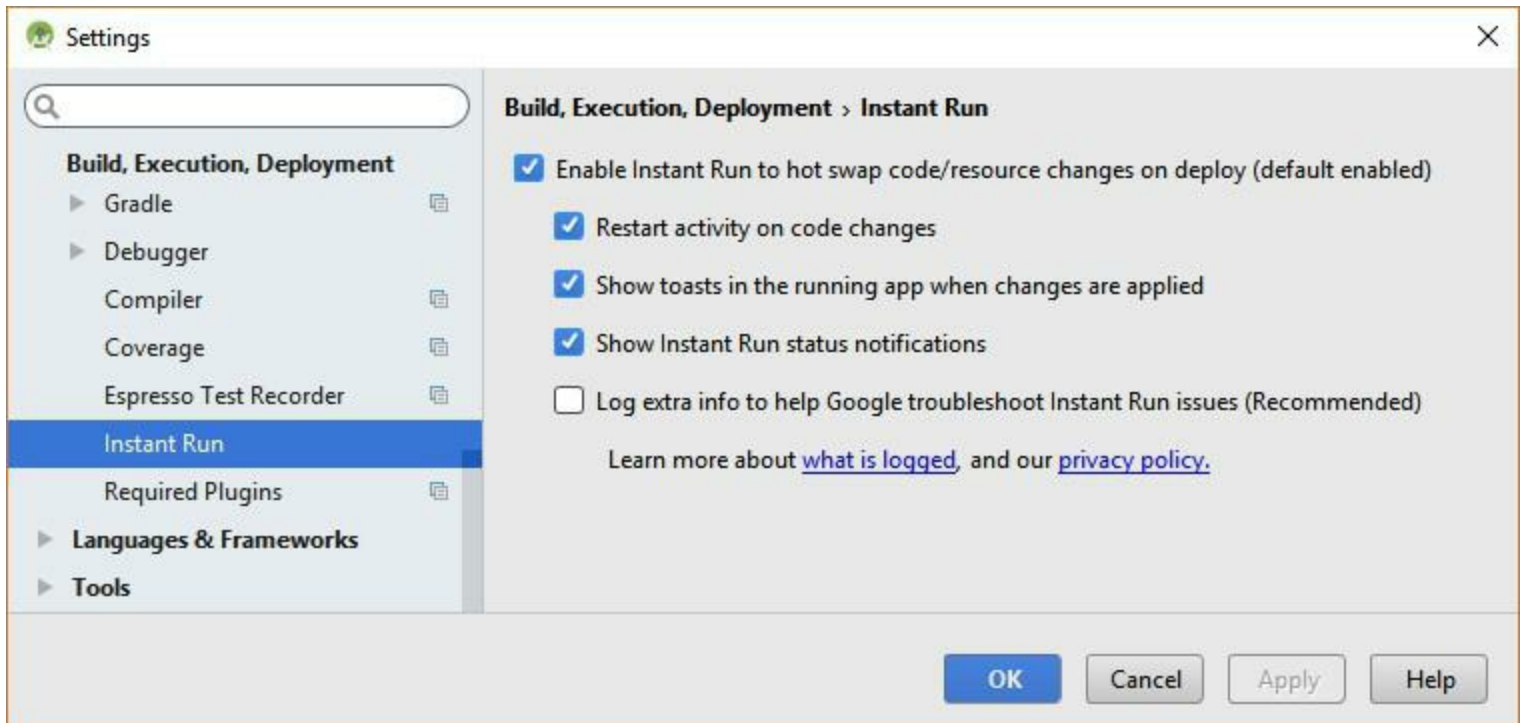 Settings
Build, Execution, Deployment
Gradle
Debugger
Compiler
Coverage
Espresso Test Recorder
Instant Run
Required Plugins
Languages & Frameworks
Tools
Build, Execution, Deployment › Instant Run
Enable Instant Run to hot swap code/resource changes on deploy (default enabled)
Restart activity on code changes
Show toasts in the running app when changes are applied
Show Instant Run status notifications
Log extra info to help Google troubleshoot Instant Run issues (Recommended)
Learn more about what is logged, and our privacy policy.
OK
Cancel
Apply
Help